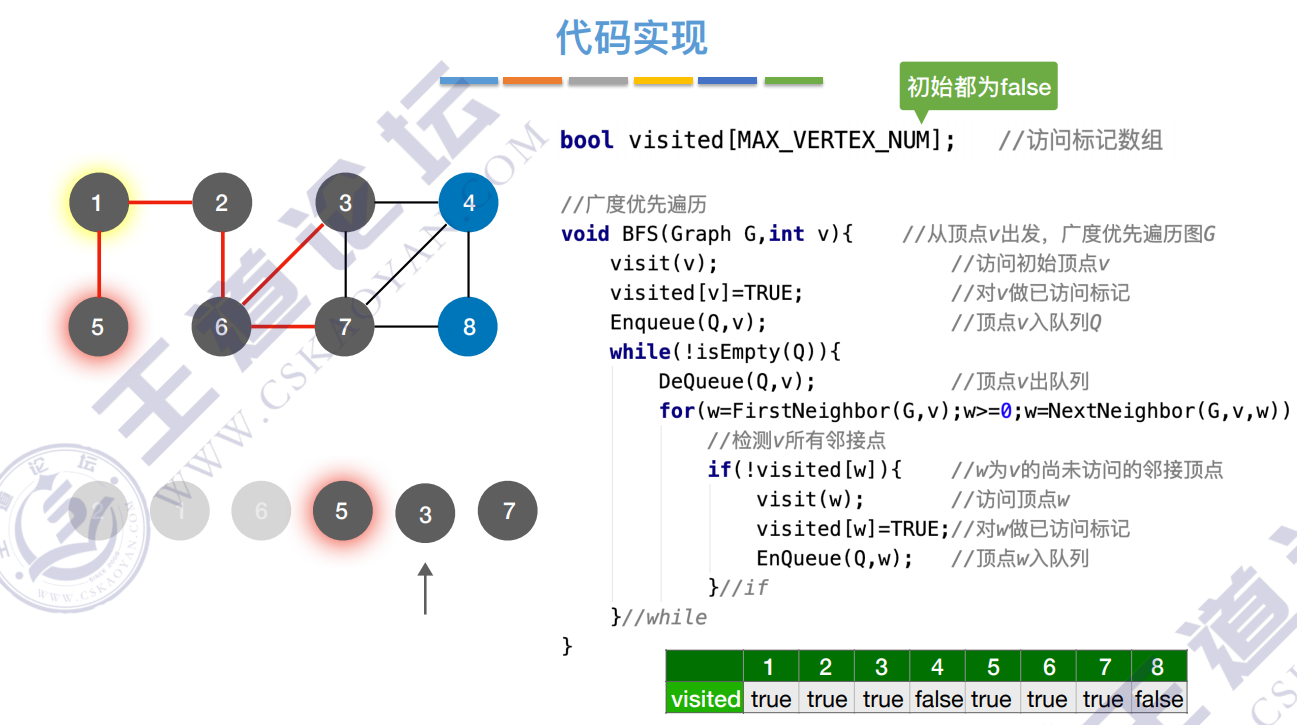 代码实现
初始都为false
bool visited[MAX_VERTEX_NUM]; //访问标记数组
//广度优先遍历
void BFS(Graph G,int v){ //从顶点v出发，广度优先遍历图G
visit(v); //访问初始顶点v
visited[v]=TRUE; //对v做已访问标记
Enqueue(Q,v); //顶点v入队列Q
while(!isEmpty(Q)){
DeQueue(Q,v); //顶点v出队列
for(w=FirstNeighbor(G,v);w>=0;w=NextNeighbor(G,v,w))
//检测v所有邻接点
if(!visited[w]){ //w为v的尚未访问的邻接顶点
visit(w); //访问顶点w
visited[w]=TRUE;//对w做已访问标记
EnQueue(Q,w); //顶点w入队列
}//if
}//while
}
1 2 3 4
5 6 7 8
2 1 6 5 3 7
1 2 3 4 5 6 7 8
visited true true true false true true true false
王道论坛
WWW.CSKAOYAN.COM